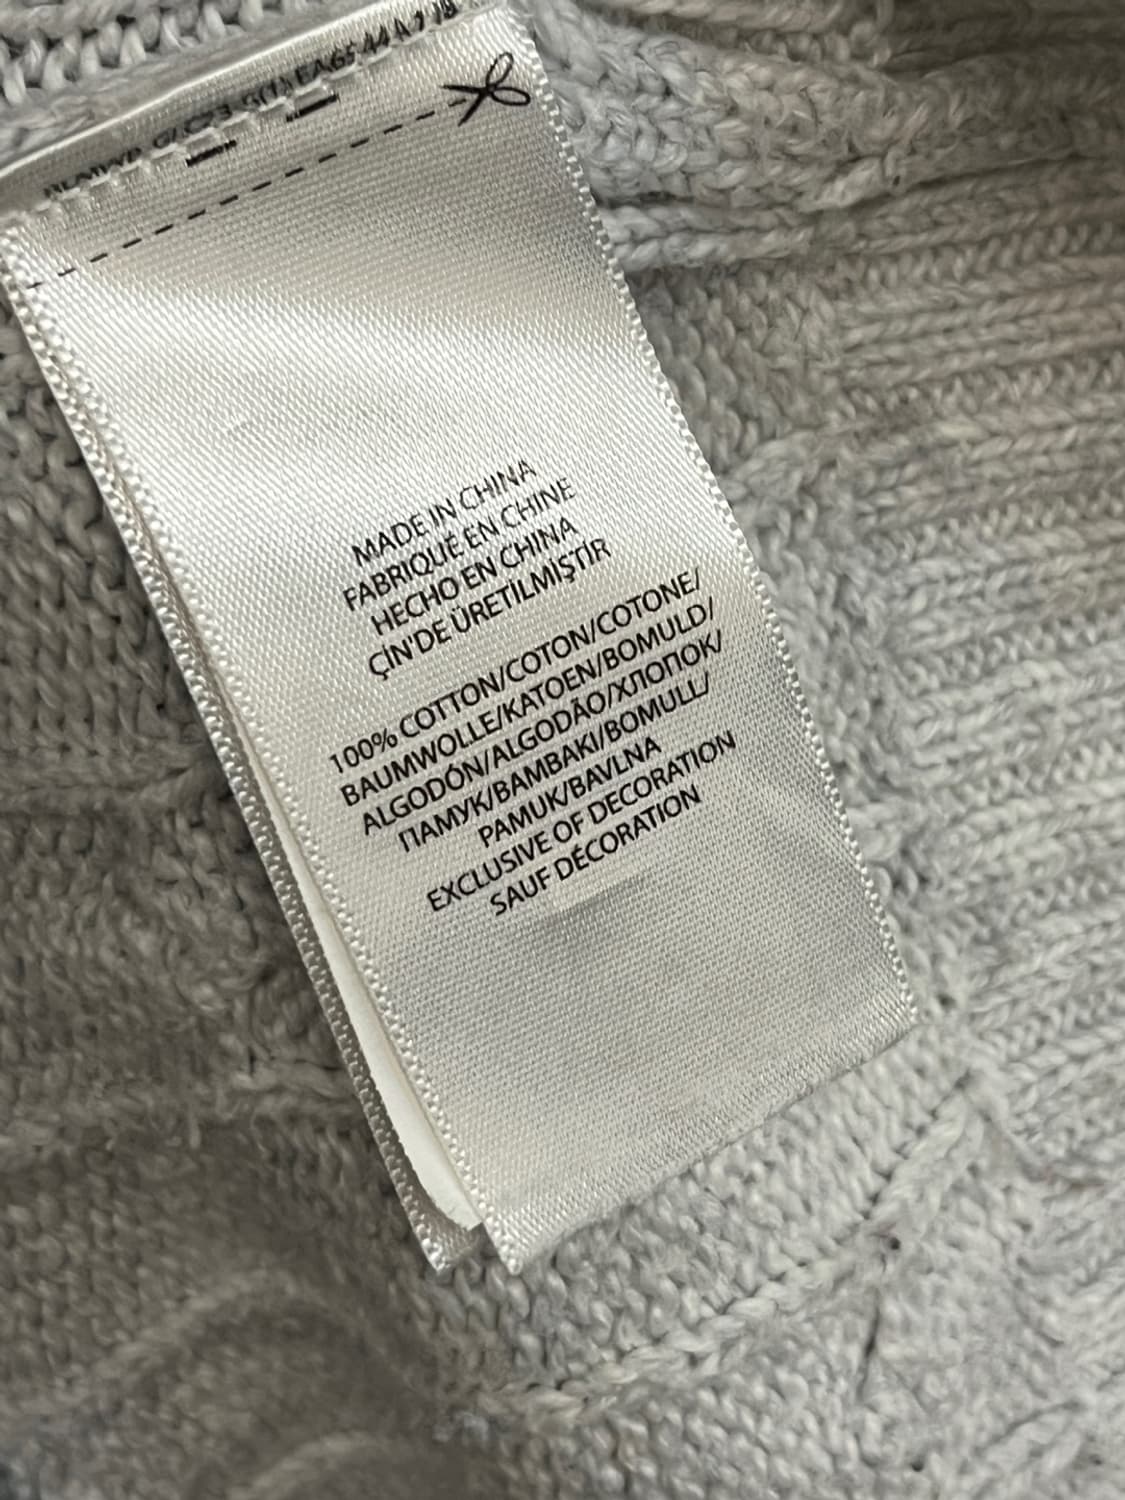 MADE IN CHINA
FABRIQUÉ EN CHINE
HECHO EN CHINA
ÇİN'DE ÜRETİLMİŞTİR
100% COTTON/COTON/COTONE/
BAUMWOLLE/KATOEN/BOMULD/
ALGODÓN/ALGODÃO/ХЛОПОК/
ПАМУК/BAMBAKI/BOMULL/
PAMUK/BAVLNA
EXCLUSIVE OF DECORATION
SAUF DÉCORATION